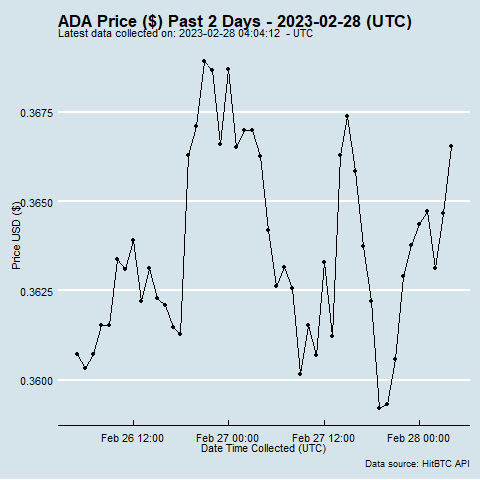 ADA Price ($) Past 2 Days - 2023-02-28 (UTC)
Latest data collected on: 2023-02-28 04:04:12  - UTC
0.3675
0.3650
0.3625
0.3600
Price USD ($)
Feb 26 12:00 Feb 27 00:00 Feb 27 12:00 Feb 28 00:00
Date Time Collected (UTC)
Data source: HitBTC API